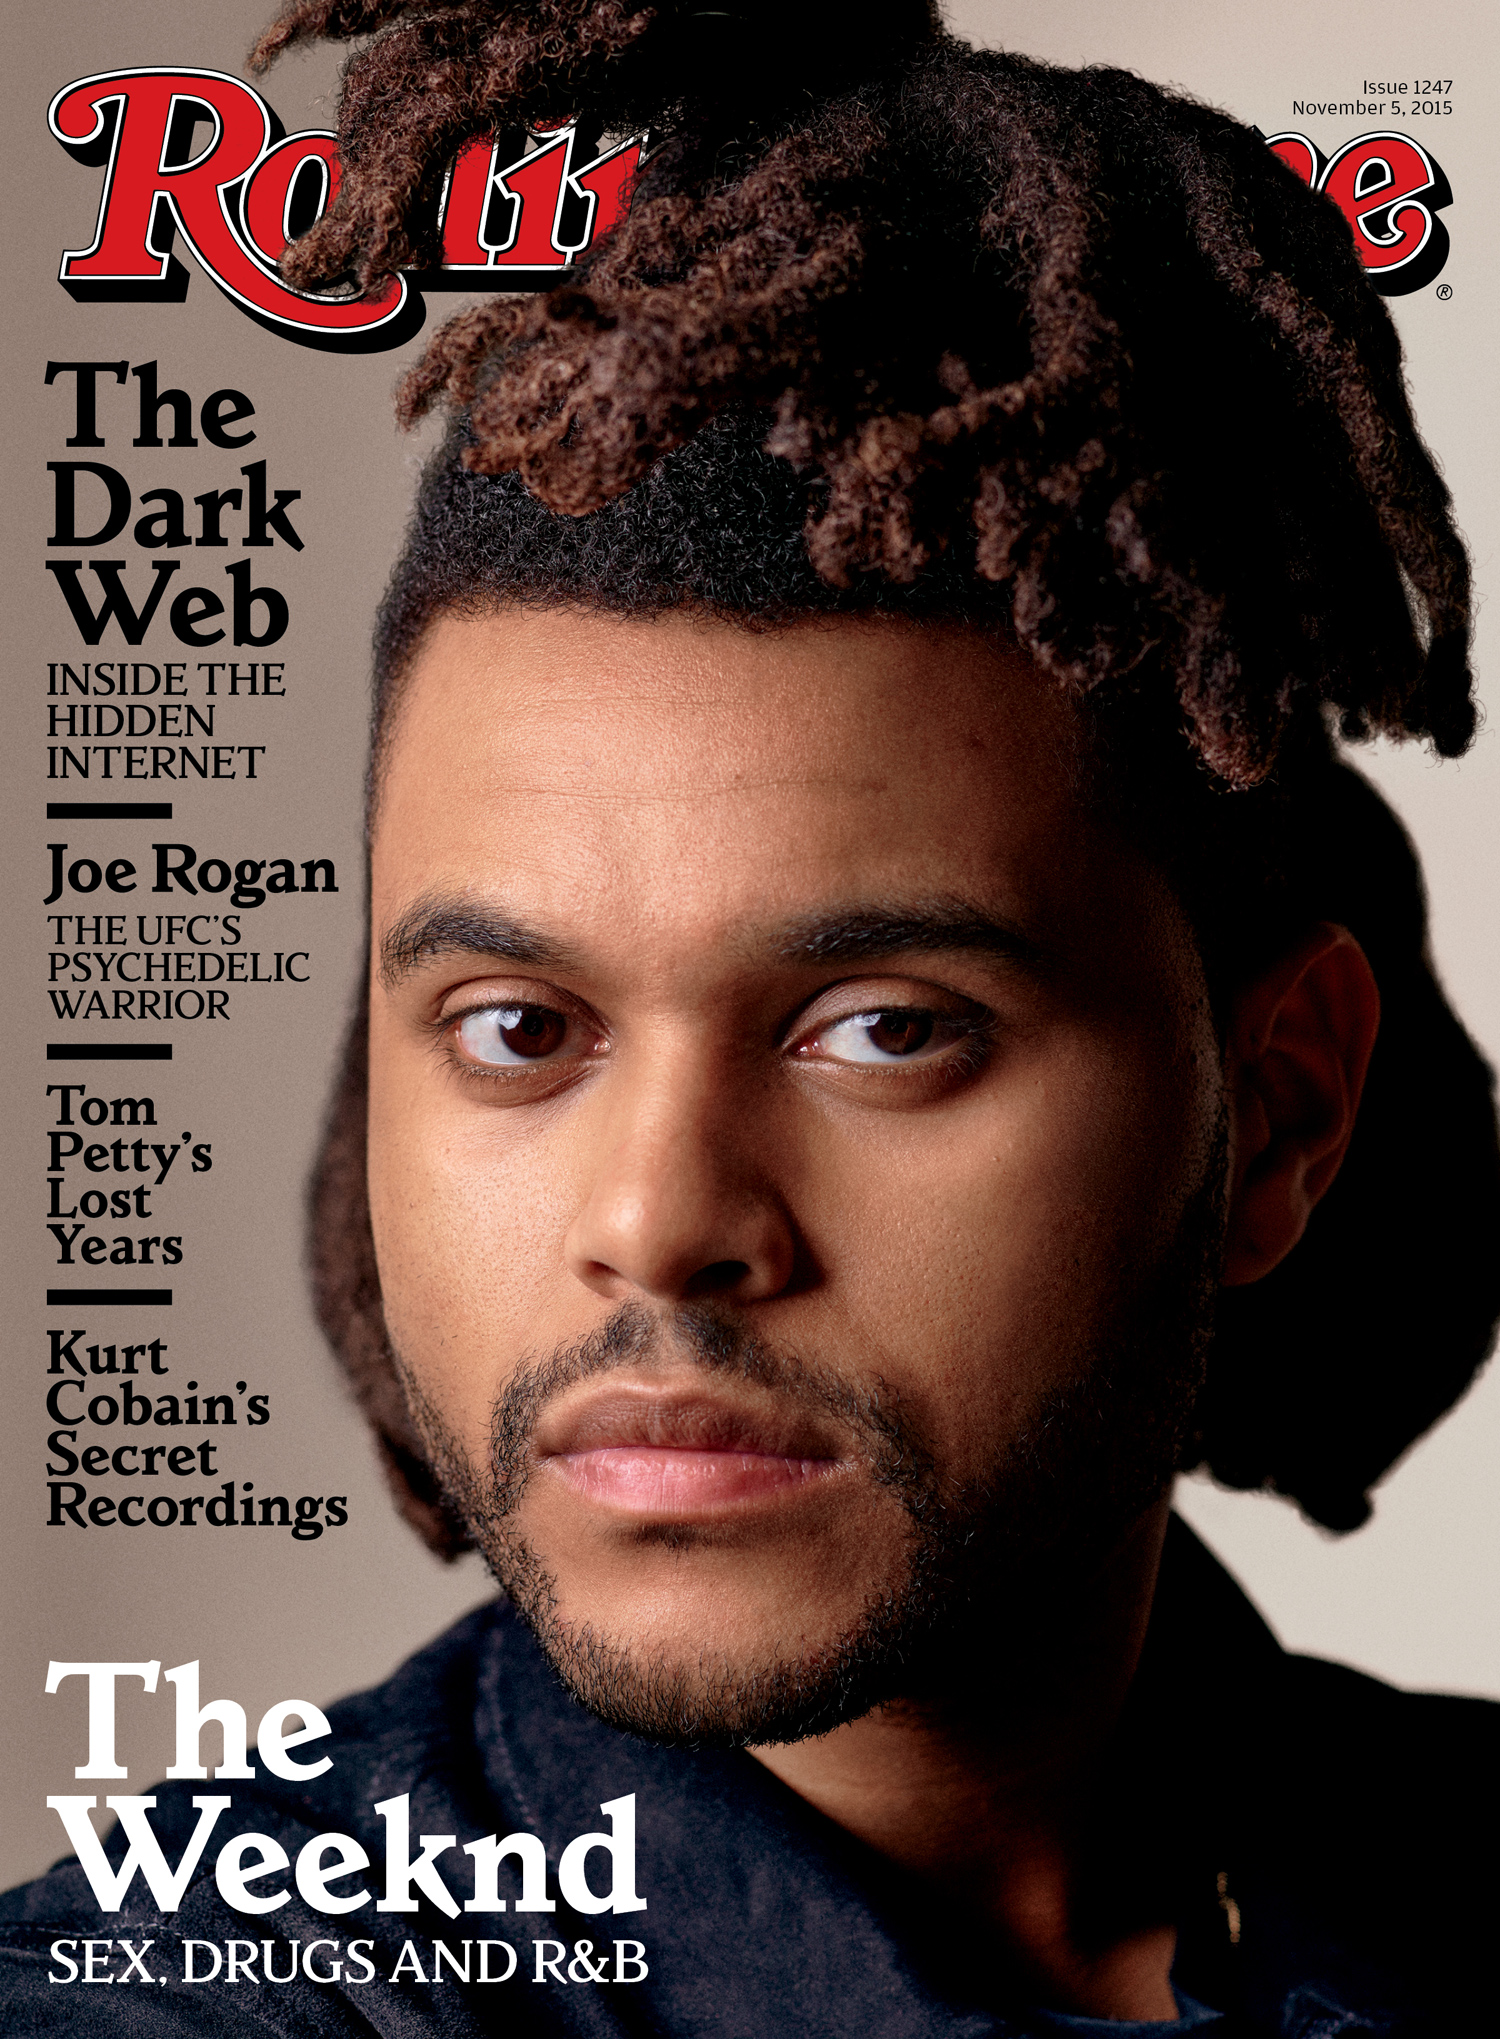 Issue 1247
November 5, 2015
®
The
Dark
Web
INSIDE THE
HIDDEN
INTERNET
Joe Rogan
THE UFC'S
PSYCHEDELIC
WARRIOR
Tom
Petty's
Lost
Years
Kurt
Cobain's
Secret
Recordings
The
Weeknd
SEX, DRUGS AND R&B